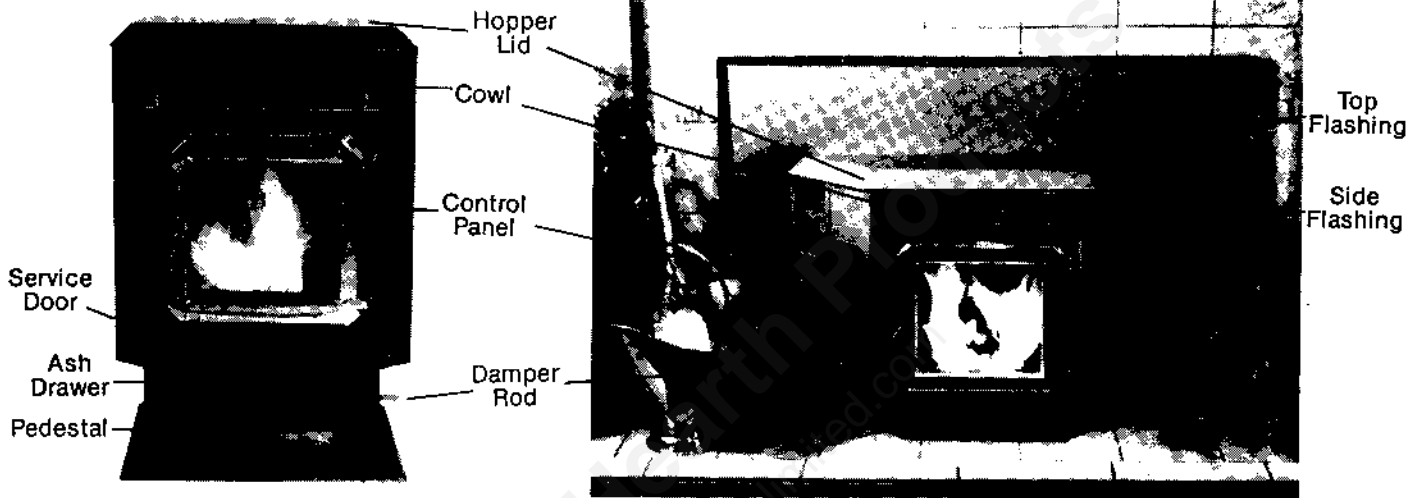 Hopper
Lid
Cowl
Control
Panel
Service
Door
Ash
Drawer
Pedestal
Damper
Rod
Top
Flashing
Side
Flashing